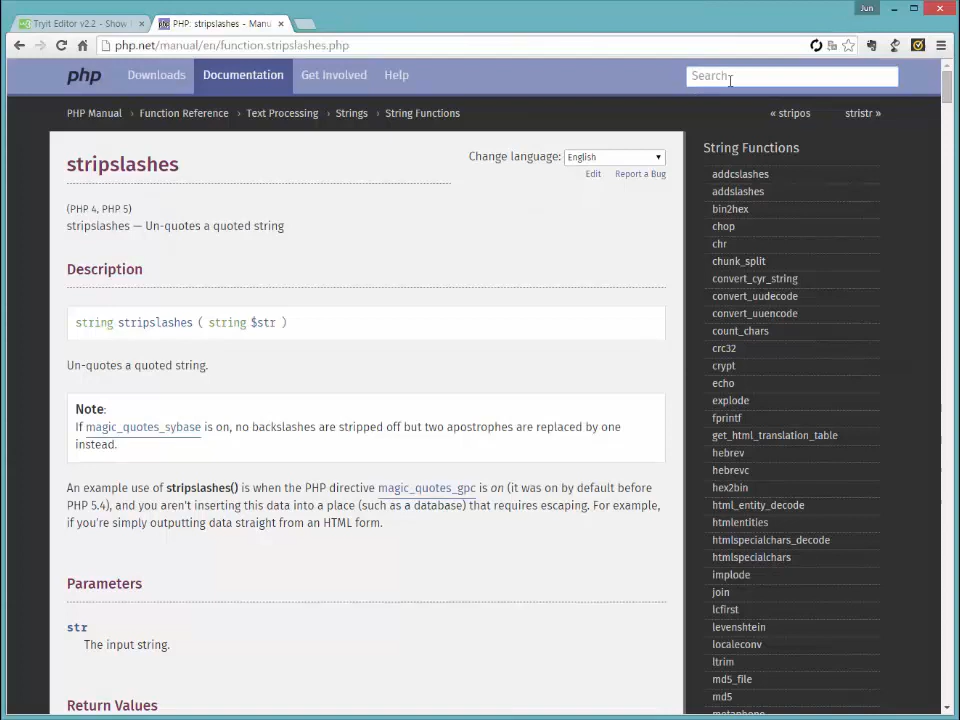 Jun
Tryit Editor v2.2 - Show
PHP: stripslashes - Manu
php.net/manual/en/function.stripslashes.php
php Downloads Documentation Get Involved Help Search
PHP Manual › Function Reference › Text Processing › Strings › String Functions « stripos stristr »
stripslashes
Change language: English
Edit Report a Bug
(PHP 4, PHP 5)
stripslashes — Un-quotes a quoted string
Description
string stripslashes ( string $str )
Un-quotes a quoted string.
Note:
If magic_quotes_sybase is on, no backslashes are stripped off but two apostrophes are replaced by one
instead.
An example use of stripslashes() is when the PHP directive magic_quotes_gpc is on (it was on by default before
PHP 5.4), and you aren't inserting this data into a place (such as a database) that requires escaping. For example,
if you're simply outputting data straight from an HTML form.
Parameters
str
The input string.
Return Values
String Functions
addcslashes
addslashes
bin2hex
chop
chr
chunk_split
convert_cyr_string
convert_uudecode
convert_uuencode
count_chars
crc32
crypt
echo
explode
fprintf
get_html_translation_table
hebrev
hebrevc
hex2bin
html_entity_decode
htmlentities
htmlspecialchars_decode
htmlspecialchars
implode
join
lcfirst
levenshtein
localeconv
ltrim
md5_file
md5
metaphone